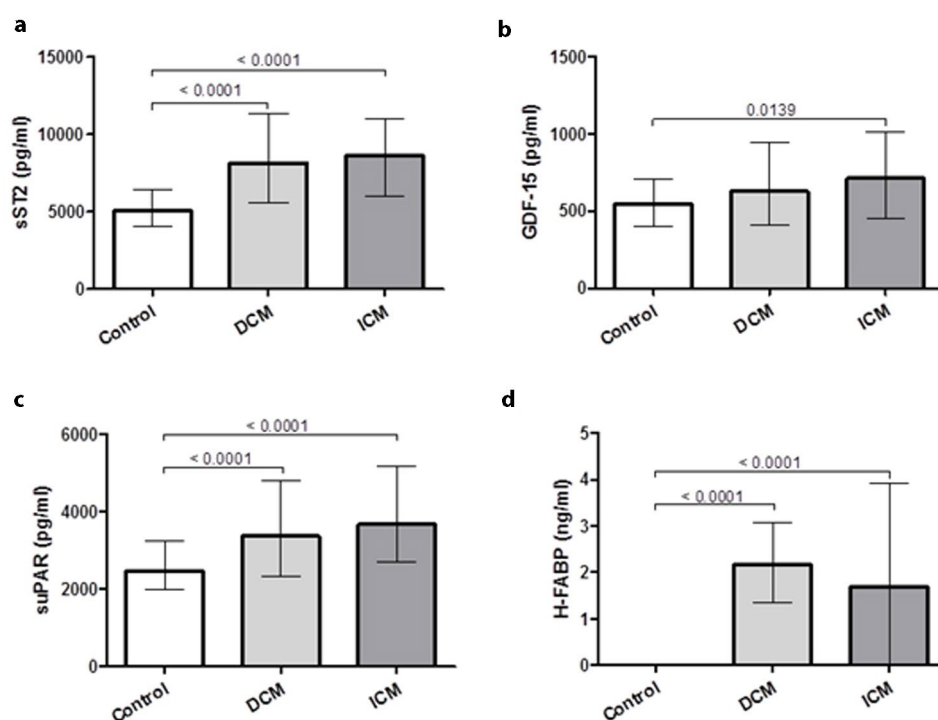 a
sST2 (pg/ml)
15000
10000
5000
0
< 0.0001
< 0.0001
Control
DCM
ICM
b
GDF-15 (pg/ml)
1500
1000
500
0
0.0139
Control
DCM
ICM
c
suPAR (pg/ml)
6000
4000
2000
0
< 0.0001
< 0.0001
Control
DCM
ICM
d
H-FABP (ng/ml)
5
4
3
2
1
0
< 0.0001
< 0.0001
Control
DCM
ICM